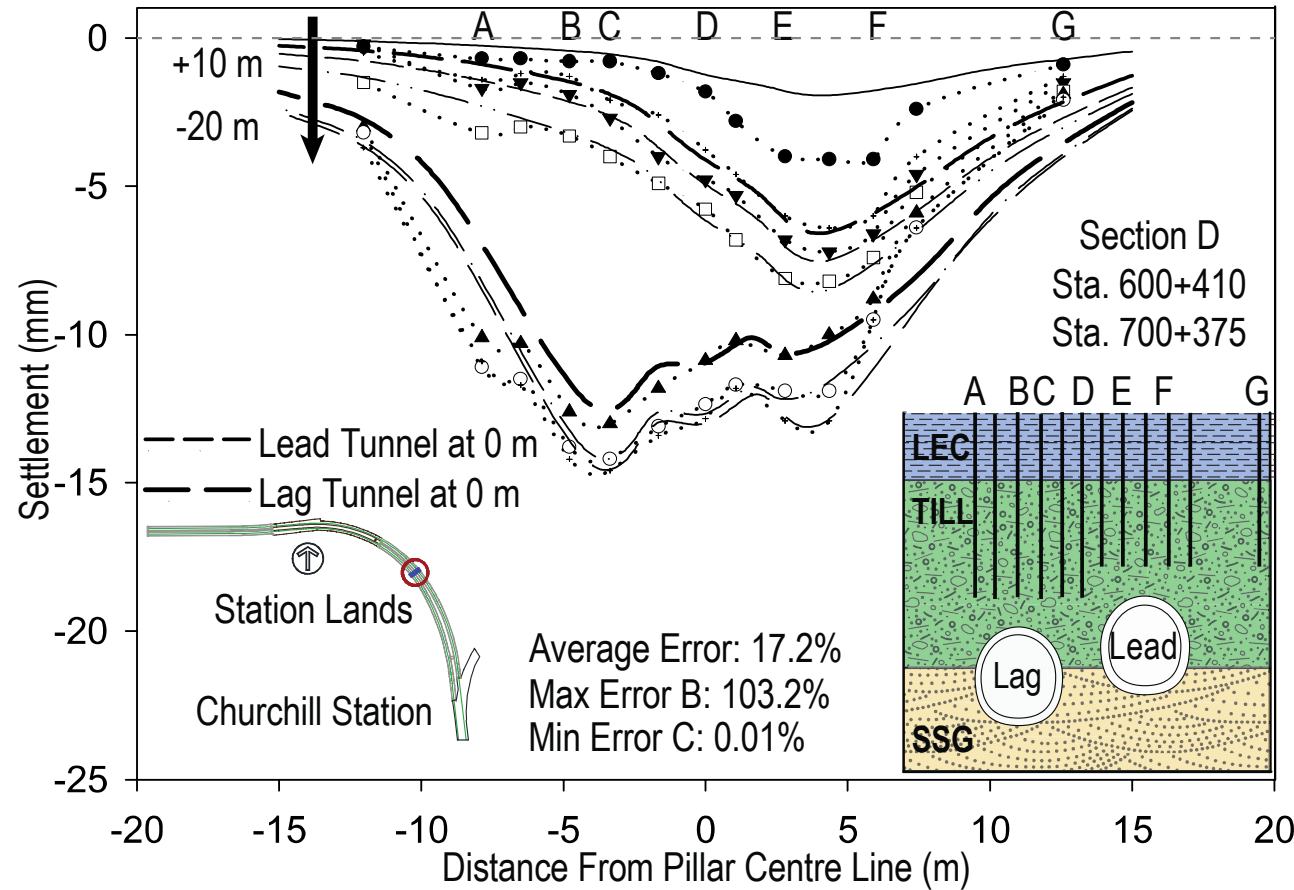 A B C D E F G
0
+10 m
-20 m
-5
Section D
Sta. 600+410
Sta. 700+375
Settlement (mm)
-10
A B C D E F G
LEC
Lead Tunnel at 0 m
-15
Lag Tunnel at 0 m
TILL
Station Lands
-20
Average Error: 17.2%
Lead
Lag
Max Error B: 103.2%
Churchill Station
Min Error C: 0.01%
SSG
-25
-20 -15 -10 -5 0 5 10 15 20
Distance From Pillar Centre Line (m)